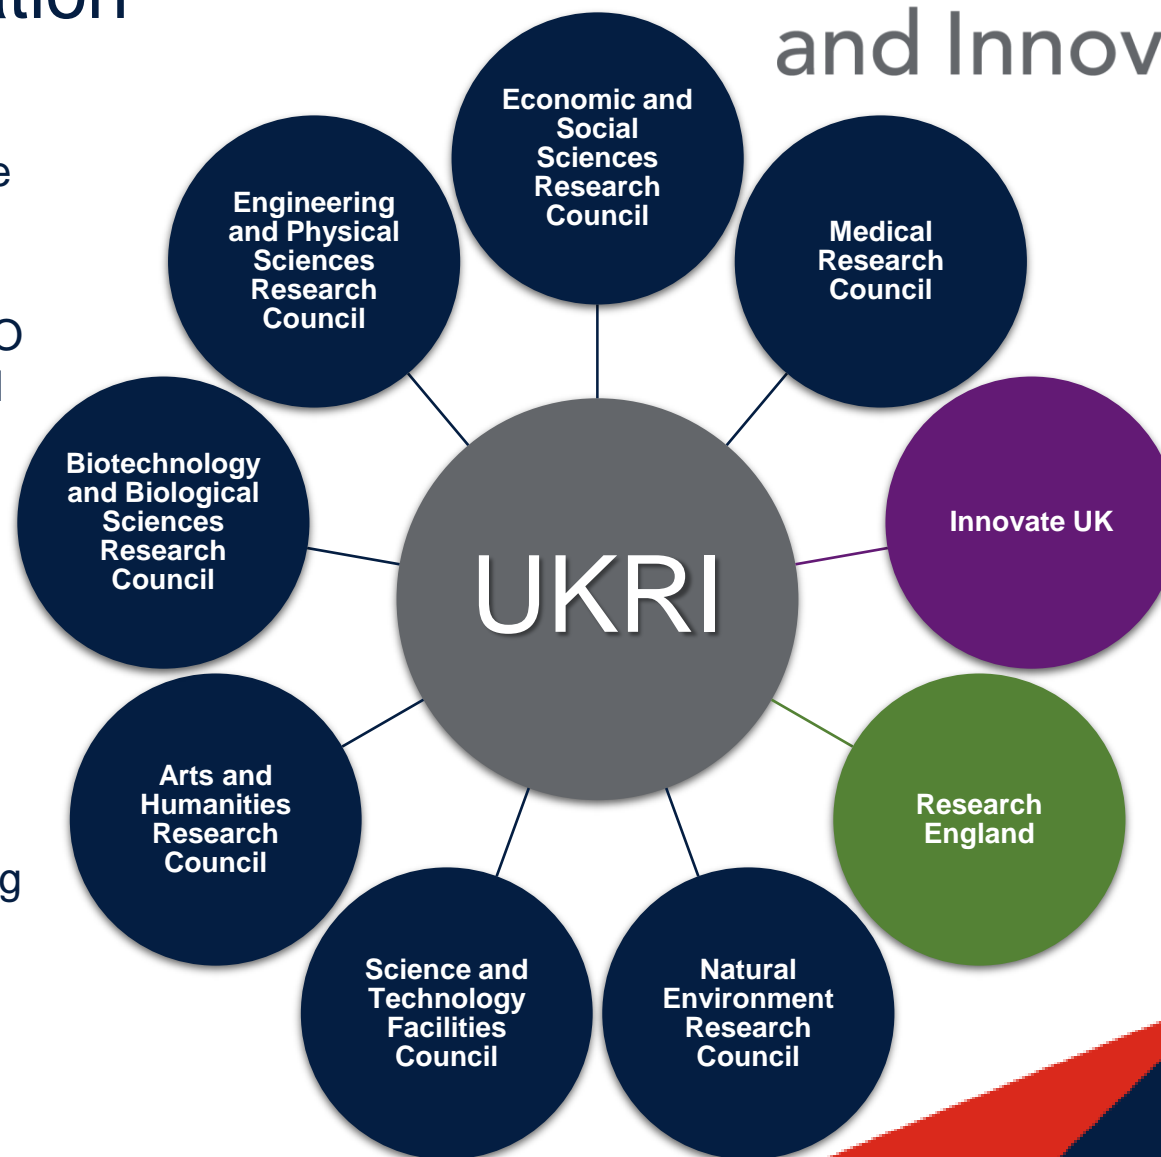 and Innov
Economic and
Social
Sciences
Research
Council
Engineering
and Physical
Sciences
Research
Council
Medical
Research
Council
Biotechnology
and Biological
Sciences
Research
Council
Innovate UK
UKRI
Arts and
Humanities
Research
Council
Research
England
Science and
Technology
Facilities
Council
Natural
Environment
Research
Council